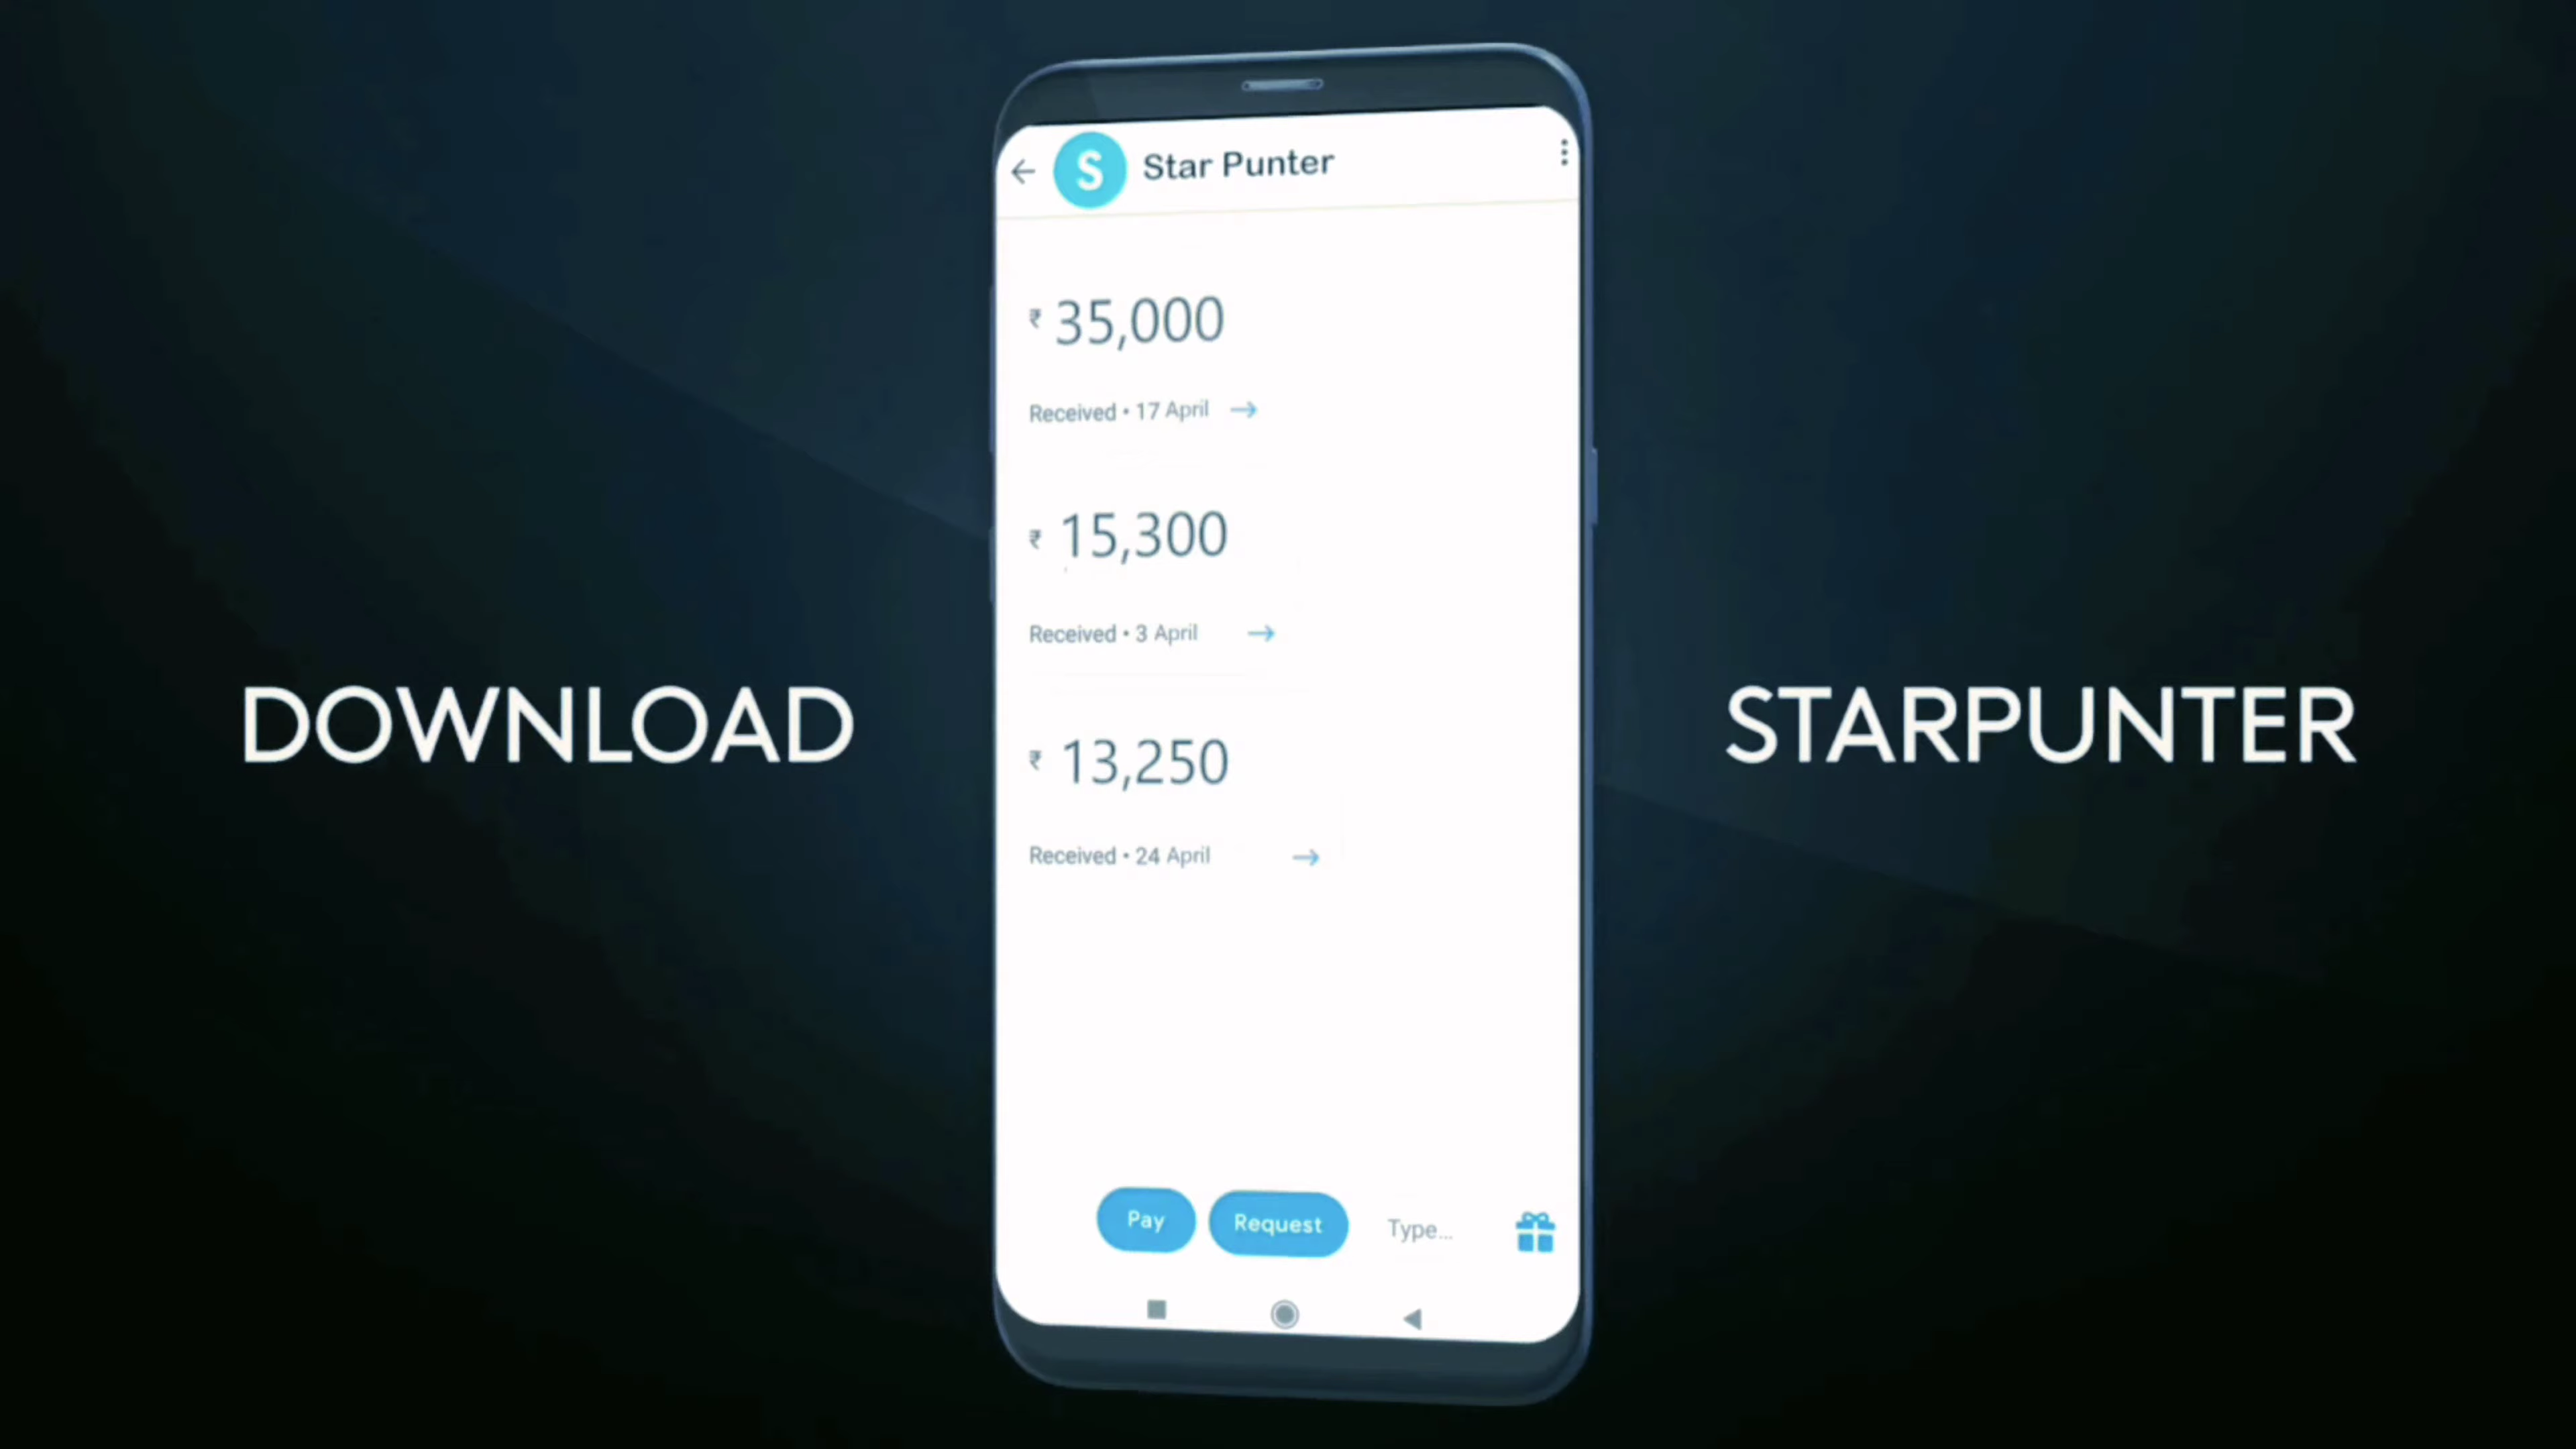 S Star Punter
₹ 35,000
Received • 17 April →
₹ 15,300
Received • 3 April →
DOWNLOAD
STARPUNTER
₹ 13,250
Received • 24 April →
Pay
Request
Type...